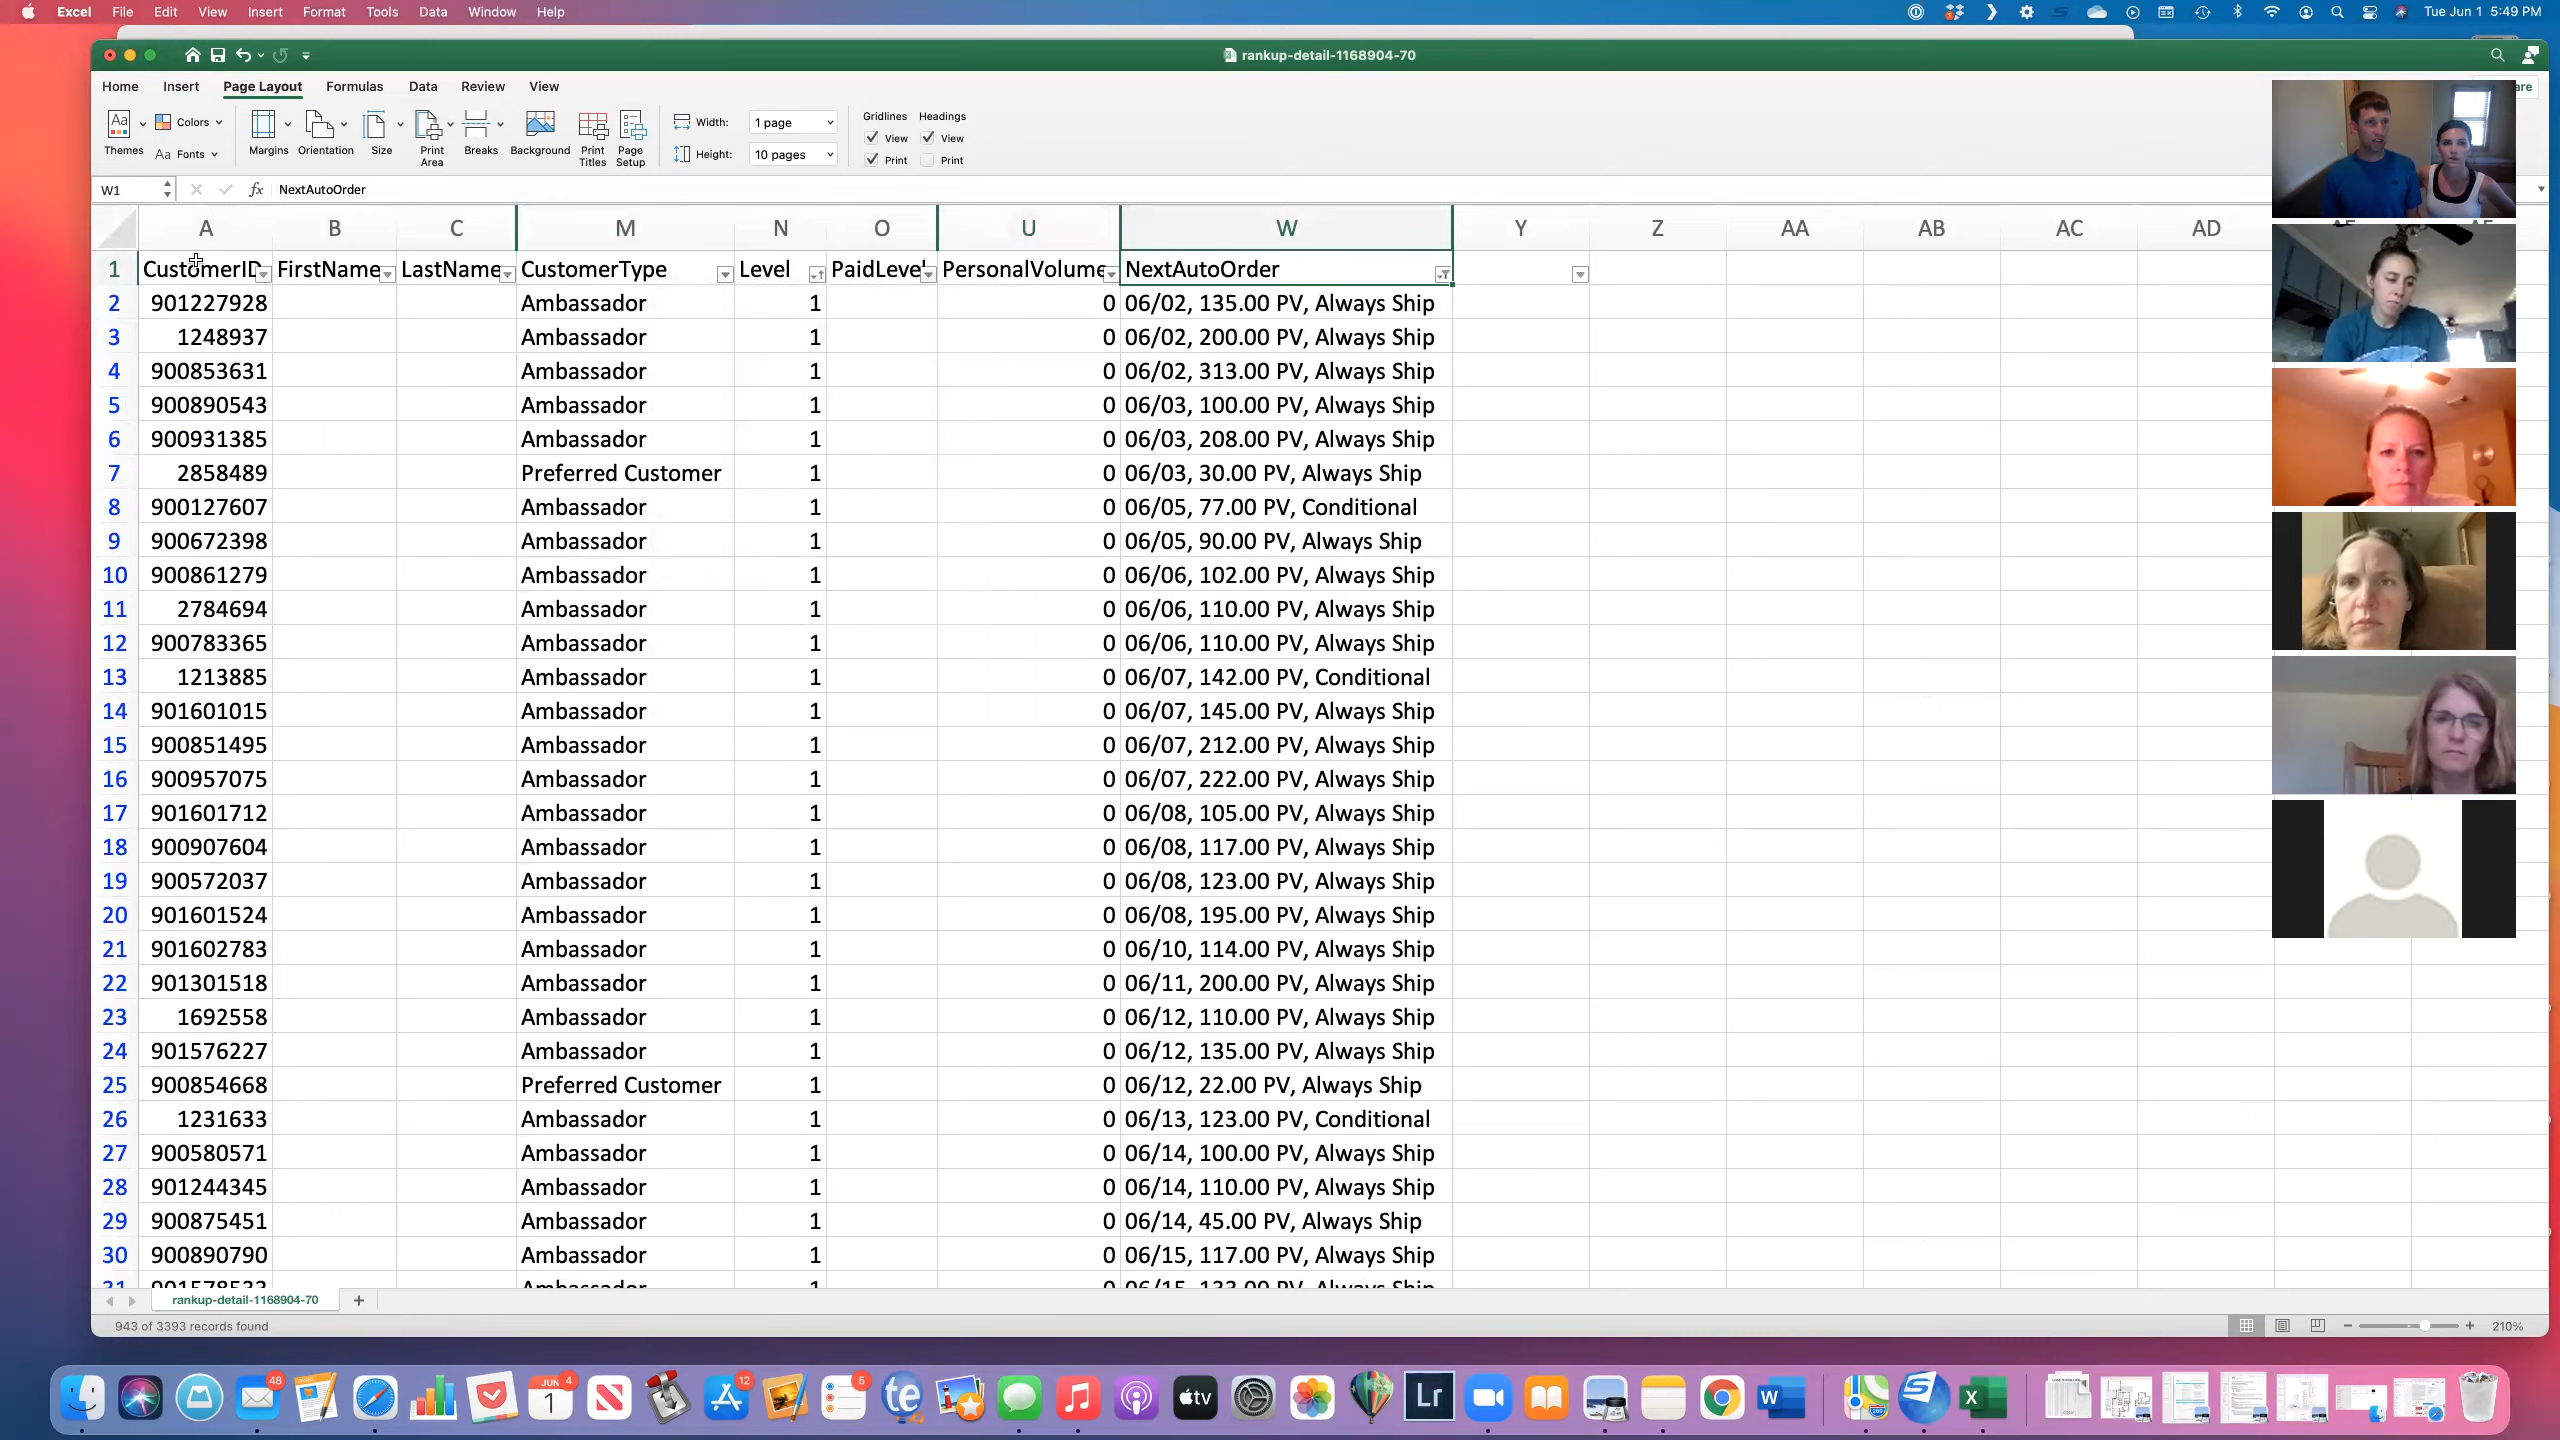 Excel File Edit View Insert Format Tools Data Window Help
Tue Jun 1 5:49 PM
rankup-detail-1168904-70
Home Insert Page Layout Formulas Data Review View
Themes
Colors
Aa Fonts
Margins Orientation Size Print Area Breaks Background Print Titles Page Setup
Width: 1 page
Height: 10 pages
Gridlines Headings
View View
Print Print
W1 fx NextAutoOrder
A B C M N O U W Y Z AA AB AC AD
1 CustomerID FirstName LastName CustomerType Level PaidLevel PersonalVolume NextAutoOrder
2 901227928 Ambassador 1 0 06/02, 135.00 PV, Always Ship
3 1248937 Ambassador 1 0 06/02, 200.00 PV, Always Ship
4 900853631 Ambassador 1 0 06/02, 313.00 PV, Always Ship
5 900890543 Ambassador 1 0 06/03, 100.00 PV, Always Ship
6 900931385 Ambassador 1 0 06/03, 208.00 PV, Always Ship
7 2858489 Preferred Customer 1 0 06/03, 30.00 PV, Always Ship
8 900127607 Ambassador 1 0 06/05, 77.00 PV, Conditional
9 900672398 Ambassador 1 0 06/05, 90.00 PV, Always Ship
10 900861279 Ambassador 1 0 06/06, 102.00 PV, Always Ship
11 2784694 Ambassador 1 0 06/06, 110.00 PV, Always Ship
12 900783365 Ambassador 1 0 06/06, 110.00 PV, Always Ship
13 1213885 Ambassador 1 0 06/07, 142.00 PV, Conditional
14 901601015 Ambassador 1 0 06/07, 145.00 PV, Always Ship
15 900851495 Ambassador 1 0 06/07, 212.00 PV, Always Ship
16 900957075 Ambassador 1 0 06/07, 222.00 PV, Always Ship
17 901601712 Ambassador 1 0 06/08, 105.00 PV, Always Ship
18 900907604 Ambassador 1 0 06/08, 117.00 PV, Always Ship
19 900572037 Ambassador 1 0 06/08, 123.00 PV, Always Ship
20 901601524 Ambassador 1 0 06/08, 195.00 PV, Always Ship
21 901602783 Ambassador 1 0 06/10, 114.00 PV, Always Ship
22 901301518 Ambassador 1 0 06/11, 200.00 PV, Always Ship
23 1692558 Ambassador 1 0 06/12, 110.00 PV, Always Ship
24 901576227 Ambassador 1 0 06/12, 135.00 PV, Always Ship
25 900854668 Preferred Customer 1 0 06/12, 22.00 PV, Always Ship
26 1231633 Ambassador 1 0 06/13, 123.00 PV, Conditional
27 900580571 Ambassador 1 0 06/14, 100.00 PV, Always Ship
28 901244345 Ambassador 1 0 06/14, 110.00 PV, Always Ship
29 900875451 Ambassador 1 0 06/14, 45.00 PV, Always Ship
30 900890790 Ambassador 1 0 06/15, 117.00 PV, Always Ship
rankup-detail-1168904-70 +
943 of 3393 records found
210%
48 JUN 1 4 12 5 te tv Lr W X